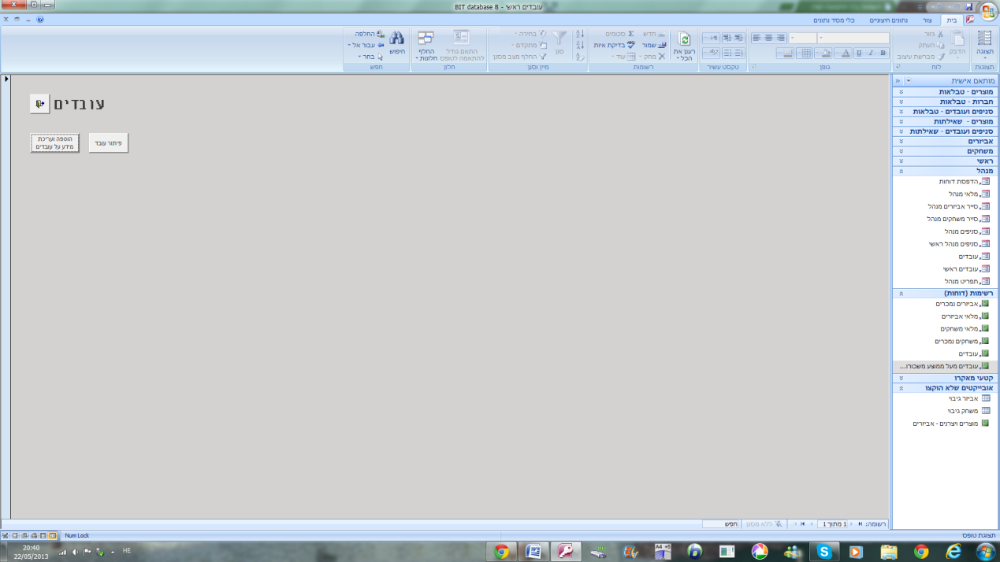 עובדים ראשי - BIT database 8
בית
צור
נתונים חיצוניים
כלי מסד נתונים
תצוגה
תצוגות
הדבק
גזור
העתק
מברשת עיצוב
לוח
גופן
טקסט עשיר
רענן את הכל
חדש
שמור
מחק
סכומים
בדיקת איות
עוד
רשומות
סנן
בחירה
מתקדם
החלף מצב מסנן
מיין וסנן
התאם גודל להתאמה לטופס
החלף חלונות
חלון
חיפוש
החלפה
עבור אל
בחר
חפש
מותאם אישית
מוצרים - טבלאות
חברות - טבלאות
סניפים ועובדים - טבלאות
מוצרים - שאילתות
סניפים ועובדים - שאילתות
אביזרים
משחקים
ראשי
מנהל
הדפסת דוחות
מלאי מנהל
סייר אביזרים מנהל
סייר משחקים מנהל
סניפים מנהל
סניפים מנהל ראשי
עובדים
עובדים ראשי
תפריט מנהל
רשימות (דוחות)
אביזרים נמכרים
מלאי אביזרים
מלאי משחקים
משחקים נמכרים
עובדים
עובדים מעל ממוצע משכורו...
קטעי מאקרו
אובייקטים שלא הוקצו
אביזר גיבוי
משחק גיבוי
מוצרים ויצרנים - אביזרים
עובדים
פיתור עובד
הוספה ועריכת
מידע על עובדים
רשומה: 1 מתוך 1 ללא מסנן חפש
תצוגת טופס
Num Lock
HE
20:40
22/05/2013